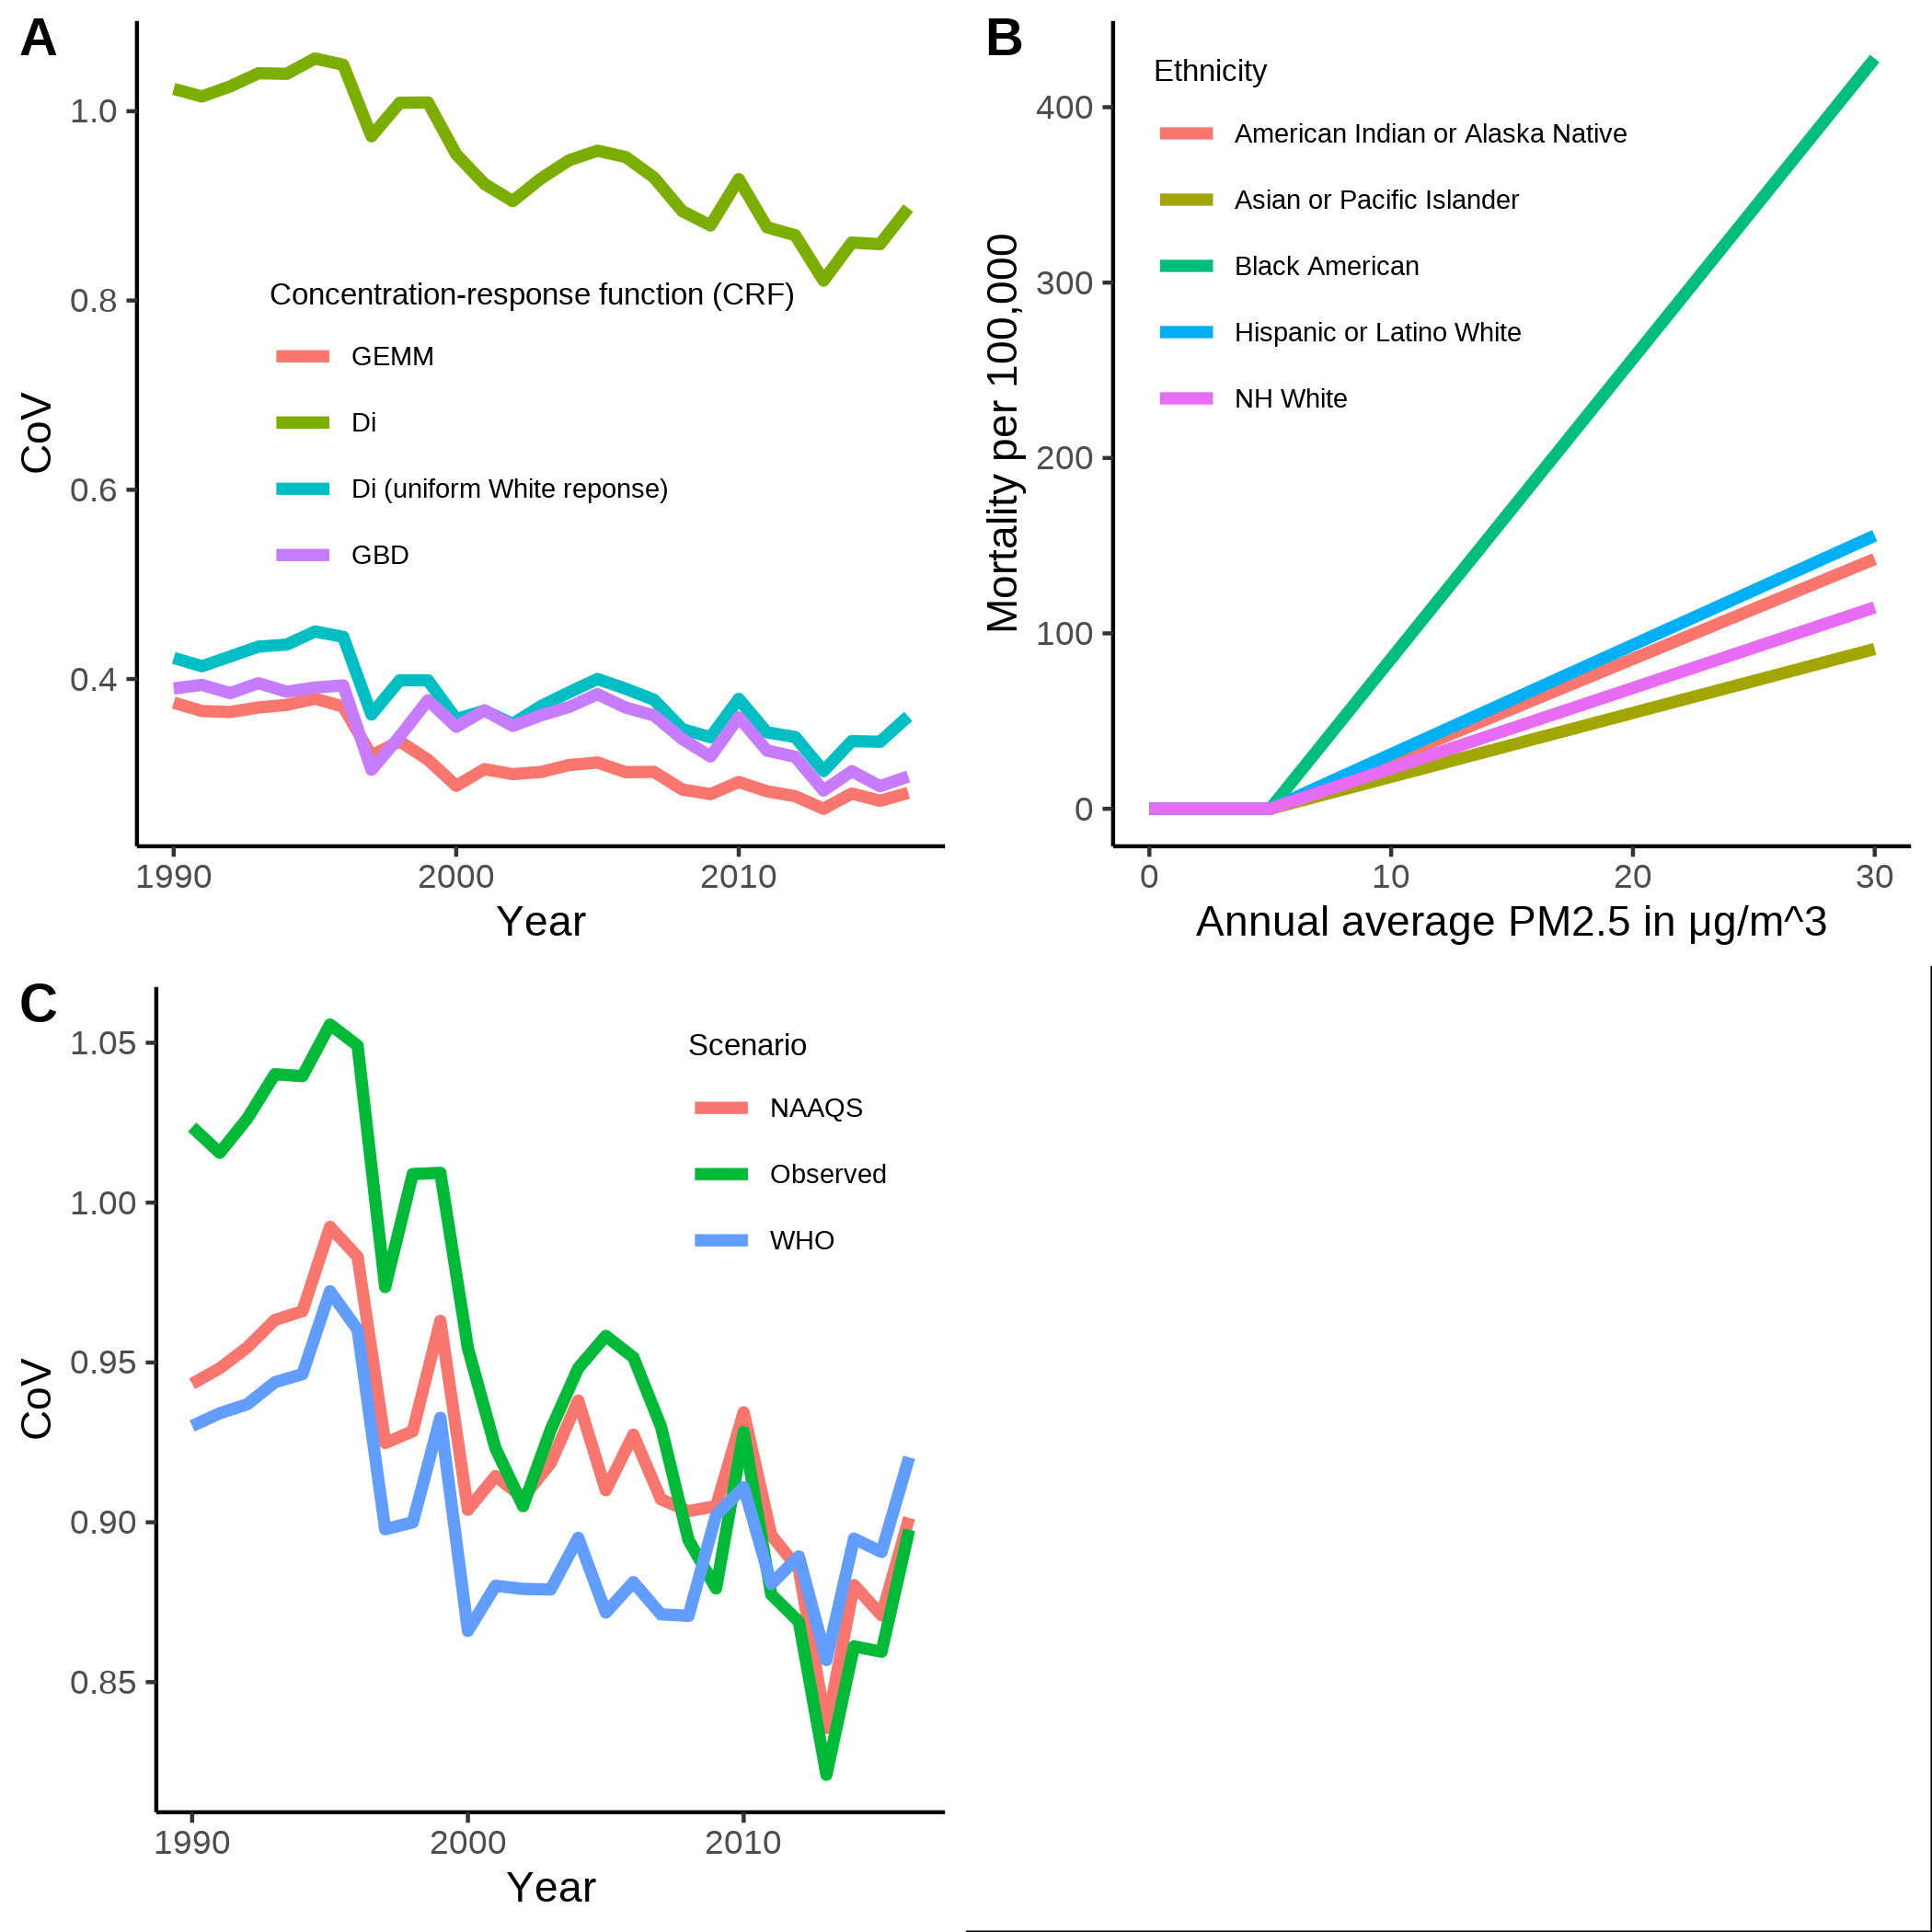 A
1.0
0.8
0.6
0.4
CoV
Concentration-response function (CRF)
GEMM
Di
Di (uniform White reponse)
GBD
1990
2000
2010
Year
B
400
300
200
100
0
Mortality per 100,000
Ethnicity
American Indian or Alaska Native
Asian or Pacific Islander
Black American
Hispanic or Latino White
NH White
0
10
20
30
Annual average PM2.5 in μg/m^3
C
1.05
1.00
0.95
0.90
0.85
CoV
Scenario
NAAQS
Observed
WHO
1990
2000
2010
Year